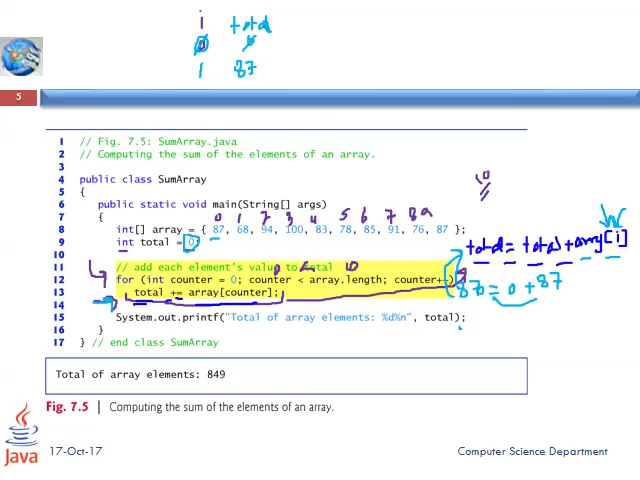 i total
0 0
1 87
5
1 // Fig. 7.5: SumArray.java
2 // Computing the sum of the elements of an array.
3
4 public class SumArray
5 {
6 public static void main(String[] args)
7 {
0 1 2 3 4 5 6 7 8 9
10
8 int[] array = { 87, 68, 94, 100, 83, 78, 85, 91, 76, 87 };
9 int total = 0;
total = total + array[i]
10
11 // add each element's value to total
0 < 10
12 for (int counter = 0; counter < array.length; counter++)
87 = 0 + 87
13 total += array[counter];
14
15 System.out.printf("Total of array elements: %d%n", total);
16 }
17 } // end class SumArray
Total of array elements: 849
Fig. 7.5 | Computing the sum of the elements of an array.
Java
17-Oct-17
Computer Science Department